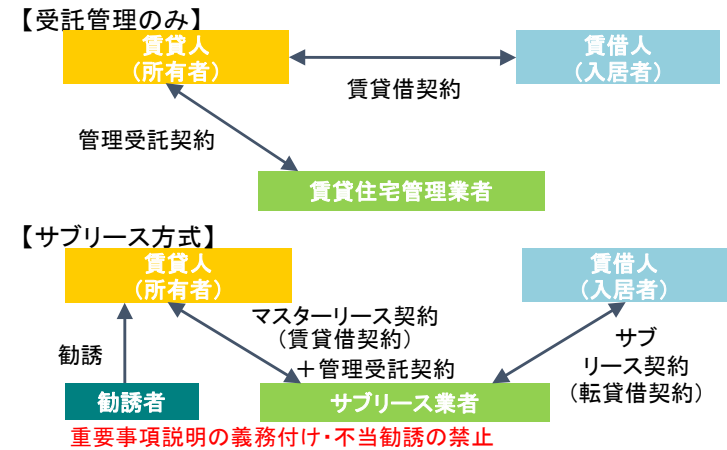 【受託管理のみ】
賃貸人
（所有者）
賃借人
（入居者）
賃貸借契約
管理受託契約
賃貸住宅管理業者
【サブリース方式】
賃貸人
（所有者）
賃借人
（入居者）
マスターリース契約
（賃貸借契約）
＋管理受託契約
サブ
リース契約
（転貸借契約）
勧誘
勧誘者
サブリース業者
重要事項説明の義務付け・不当勧誘の禁止